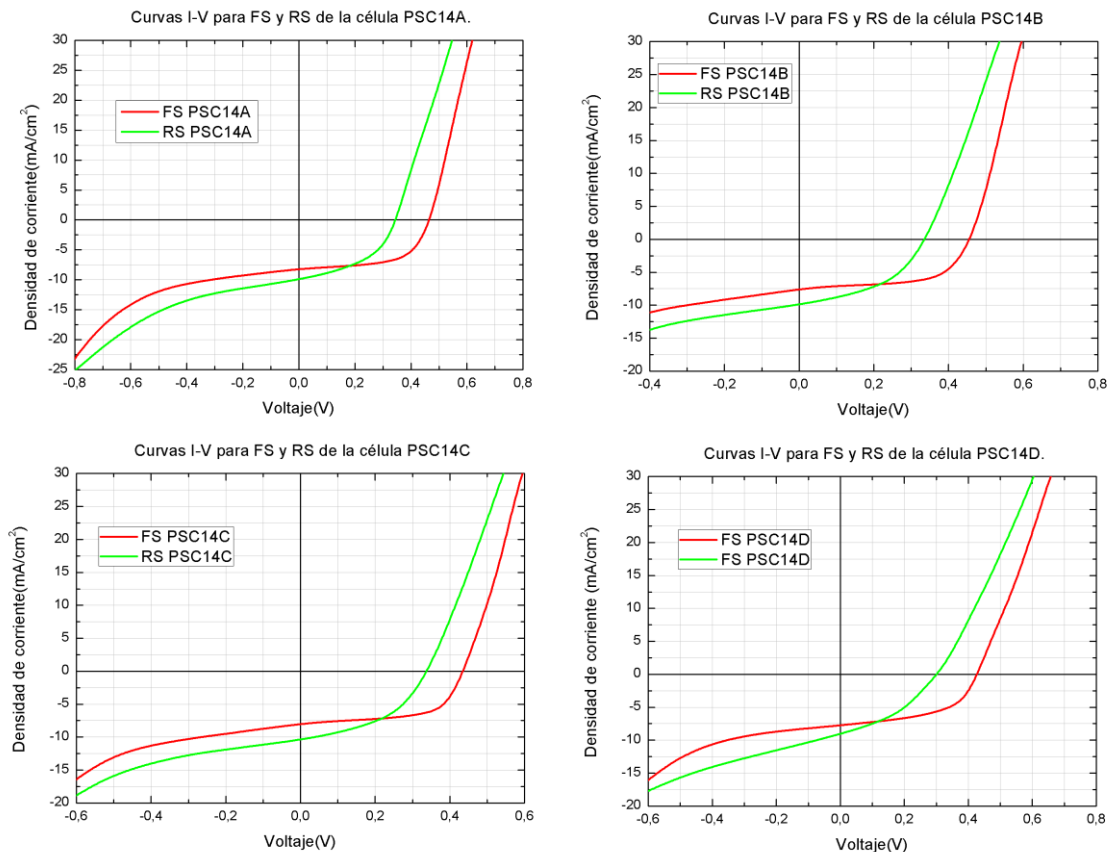 Curvas I-V para FS y RS de la célula PSC14A.
Densidad de corriente(mA/cm²)
30
25
20
15
10
5
0
-5
-10
-15
-20
-25
FS PSC14A
RS PSC14A
-0,8 -0,6 -0,4 -0,2 0,0 0,2 0,4 0,6 0,8
Voltaje(V)
Curvas I-V para FS y RS de la célula PSC14B
Densidad de corriente(mA/cm²)
30
25
20
15
10
5
0
-5
-10
-15
-20
FS PSC14B
RS PSC14B
-0,4 -0,2 0,0 0,2 0,4 0,6 0,8
Voltaje(V)
Curvas I-V para FS y RS de la célula PSC14C
Densidad de corriente(mA/cm²)
30
25
20
15
10
5
0
-5
-10
-15
-20
FS PSC14C
RS PSC14C
-0,6 -0,4 -0,2 0,0 0,2 0,4 0,6
Voltaje(V)
Curvas I-V para FS y RS de la célula PSC14D.
Densidad de corriente (mA/cm²)
30
25
20
15
10
5
0
-5
-10
-15
-20
FS PSC14D
FS PSC14D
-0,6 -0,4 -0,2 0,0 0,2 0,4 0,6 0,8
Voltaje(V)